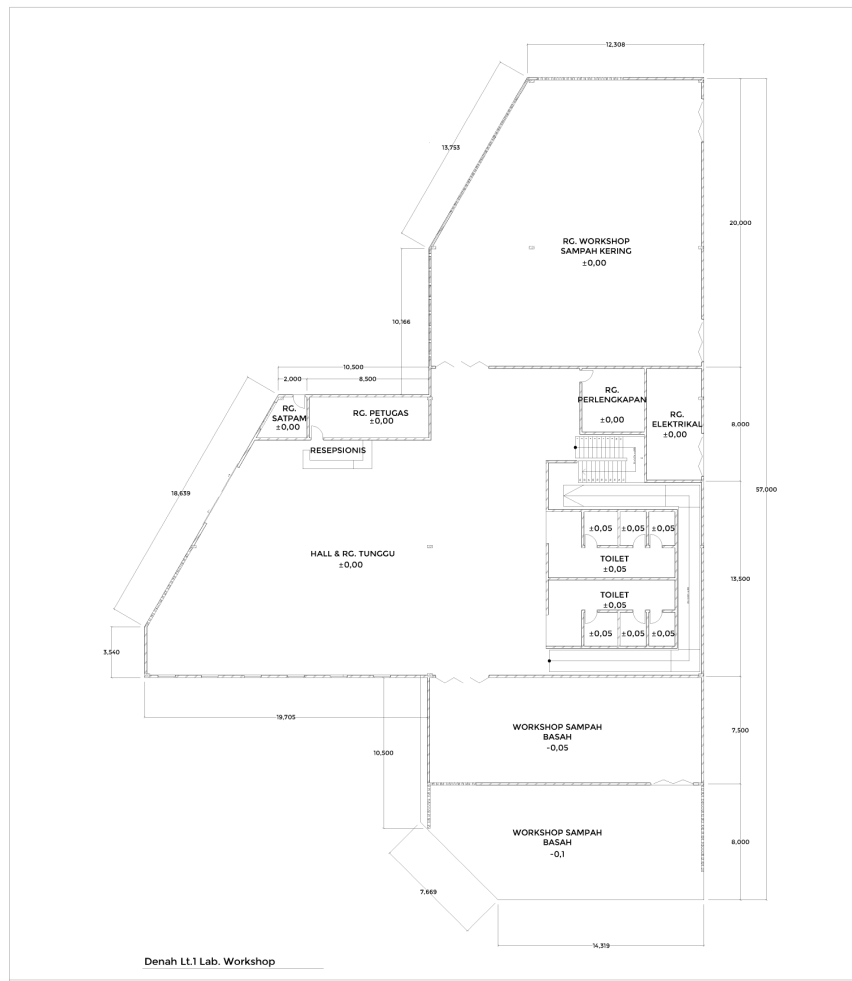 12,308
13,753
20,000
RG. WORKSHOP
SAMPAH KERING
±0,00
10,166
10,500
2,000
8,500
RG.
SATPAM
±0,00
RG. PETUGAS
±0,00
RESEPSIONIS
RG.
PERLENGKAPAN
±0,00
RG.
ELEKTRIKAL
±0,00
8,000
57,000
18,639
HALL & RG. TUNGGU
±0,00
±0,05
±0,05
±0,05
TOILET
±0,05
TOILET
±0,05
±0,05
±0,05
±0,05
13,500
3,540
19,705
10,500
WORKSHOP SAMPAH
BASAH
-0,05
7,500
WORKSHOP SAMPAH
BASAH
-0,1
8,000
7,669
14,319
Denah Lt.1 Lab. Workshop